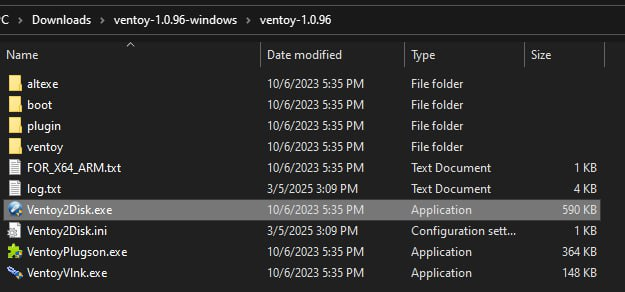 PC > Downloads > ventoy-1.0.96-windows > ventoy-1.0.96
Name Date modified Type Size
altexe 10/6/2023 5:35 PM File folder
boot 10/6/2023 5:35 PM File folder
plugin 10/6/2023 5:35 PM File folder
ventoy 10/6/2023 5:35 PM File folder
FOR_X64_ARM.txt 10/6/2023 5:35 PM Text Document 1 KB
log.txt 3/5/2025 3:09 PM Text Document 4 KB
Ventoy2Disk.exe 10/6/2023 5:35 PM Application 590 KB
Ventoy2Disk.ini 3/5/2025 3:09 PM Configuration sett... 1 KB
VentoyPlugson.exe 10/6/2023 5:35 PM Application 364 KB
VentoyVlnk.exe 10/6/2023 5:35 PM Application 148 KB